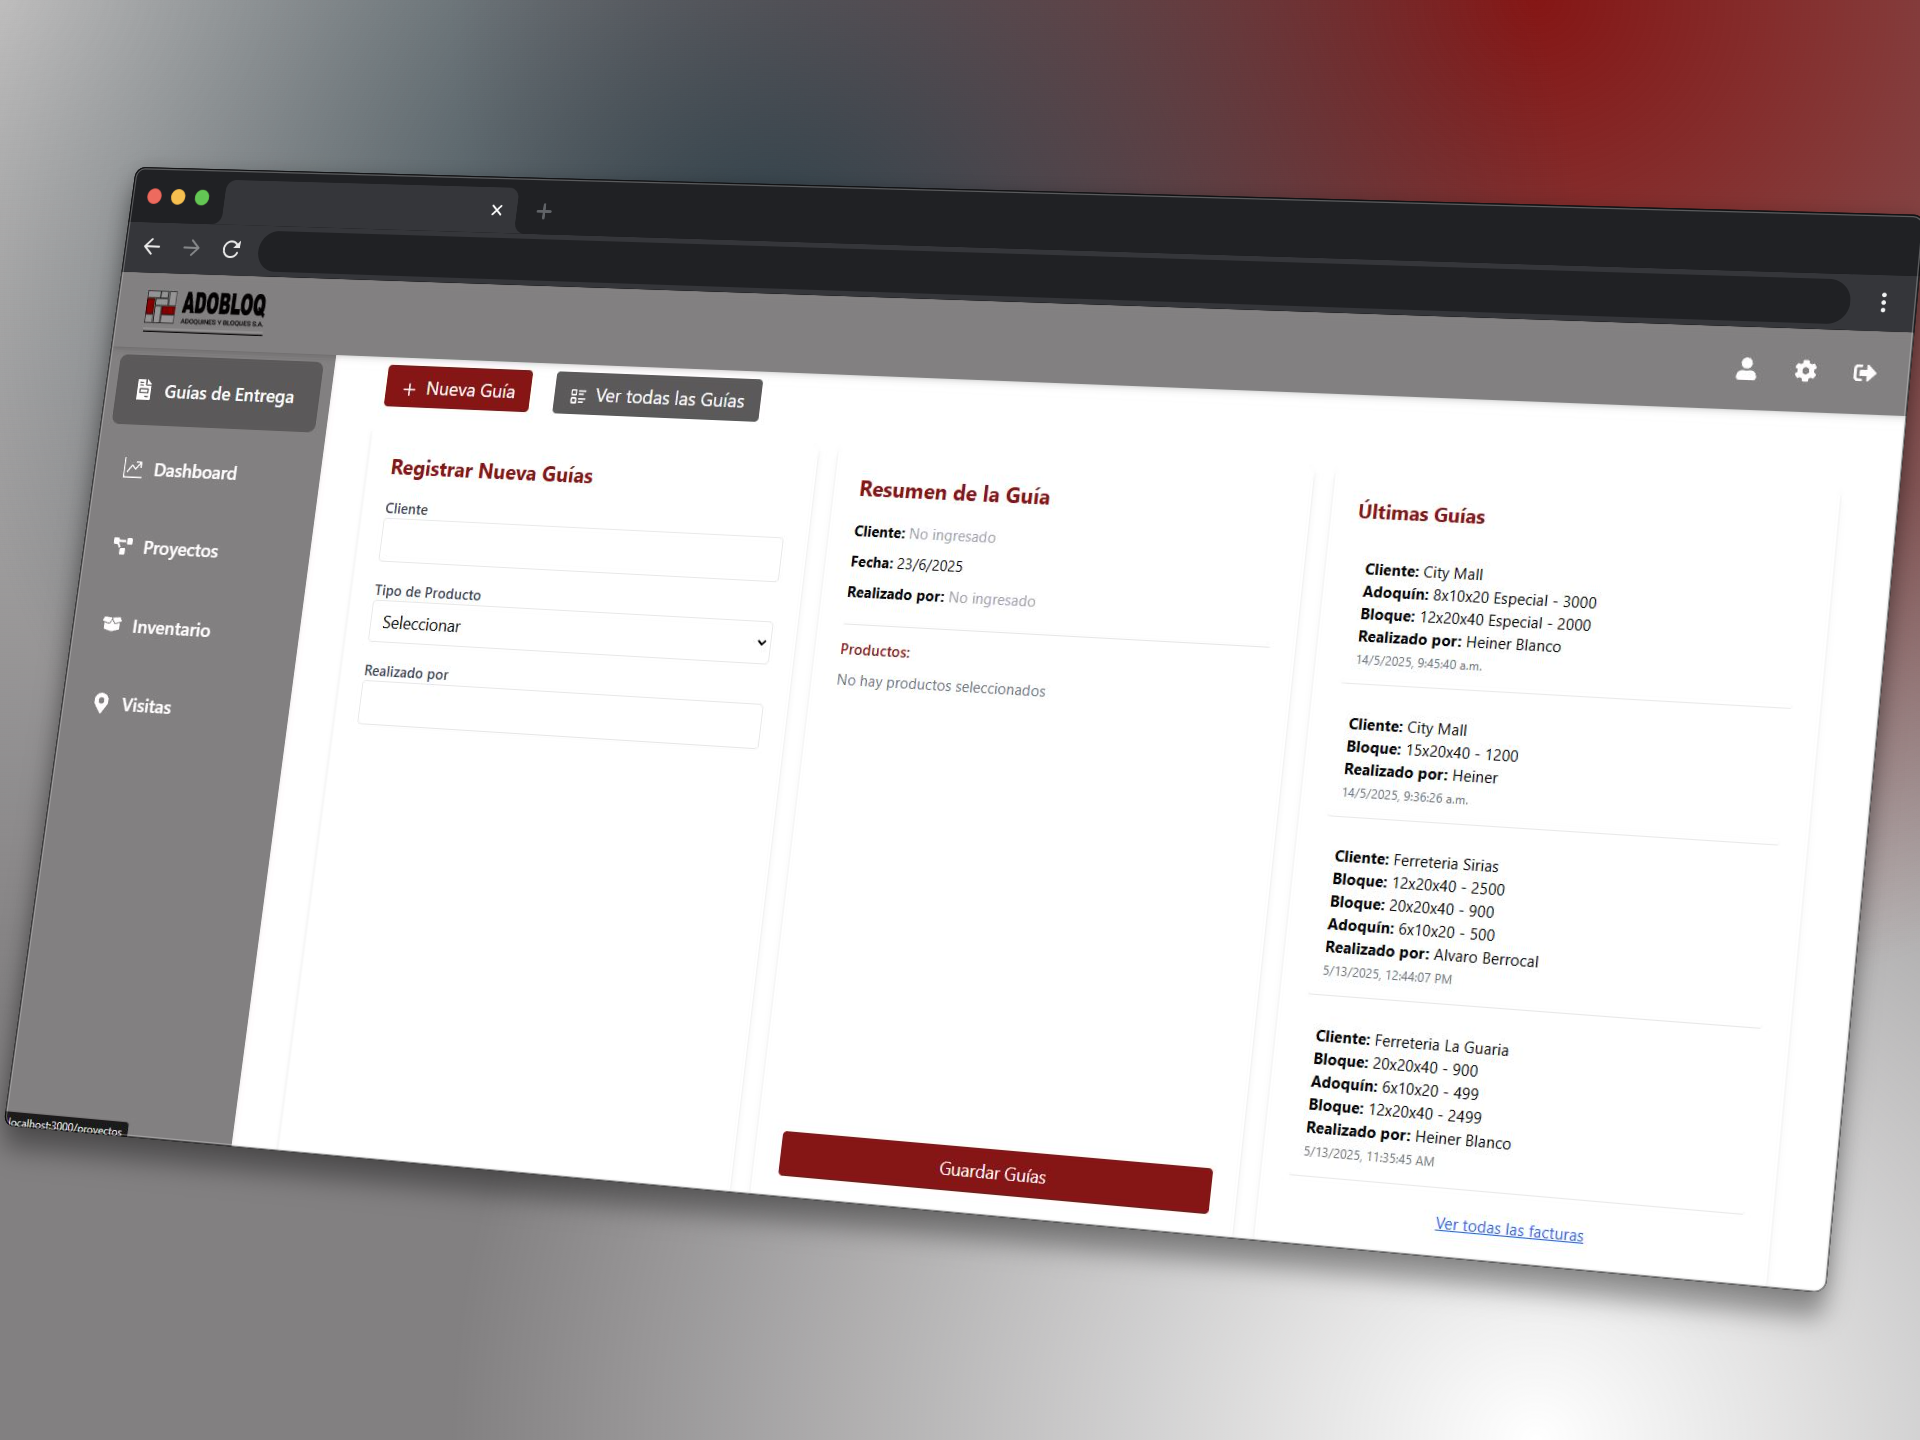 ADOBLOQ
ADOQUINES Y BLOQUES S.A.
Guías de Entrega
Dashboard
Proyectos
Inventario
Visitas
+ Nueva Guía
Ver todas las Guías
Registrar Nueva Guías
Cliente
Tipo de Producto
Seleccionar
Realizado por
Resumen de la Guía
Cliente: No ingresado
Fecha: 23/6/2025
Realizado por: No ingresado
Productos:
No hay productos seleccionados
Guardar Guías
Últimas Guías
Cliente: City Mall
Adoquín: 8x10x20 Especial - 3000
Bloque: 12x20x40 Especial - 2000
Realizado por: Heiner Blanco
14/5/2025, 9:45:40 a.m.
Cliente: City Mall
Bloque: 15x20x40 - 1200
Realizado por: Heiner
14/5/2025, 9:36:26 a.m.
Cliente: Ferreteria Sirias
Bloque: 12x20x40 - 2500
Bloque: 20x20x40 - 900
Adoquín: 6x10x20 - 500
Realizado por: Alvaro Berrocal
5/13/2025, 12:44:07 PM
Cliente: Ferreteria La Guaria
Bloque: 20x20x40 - 900
Adoquín: 6x10x20 - 499
Bloque: 12x20x40 - 2499
Realizado por: Heiner Blanco
5/13/2025, 11:35:45 AM
Ver todas las facturas
localhost:3000/proyectos